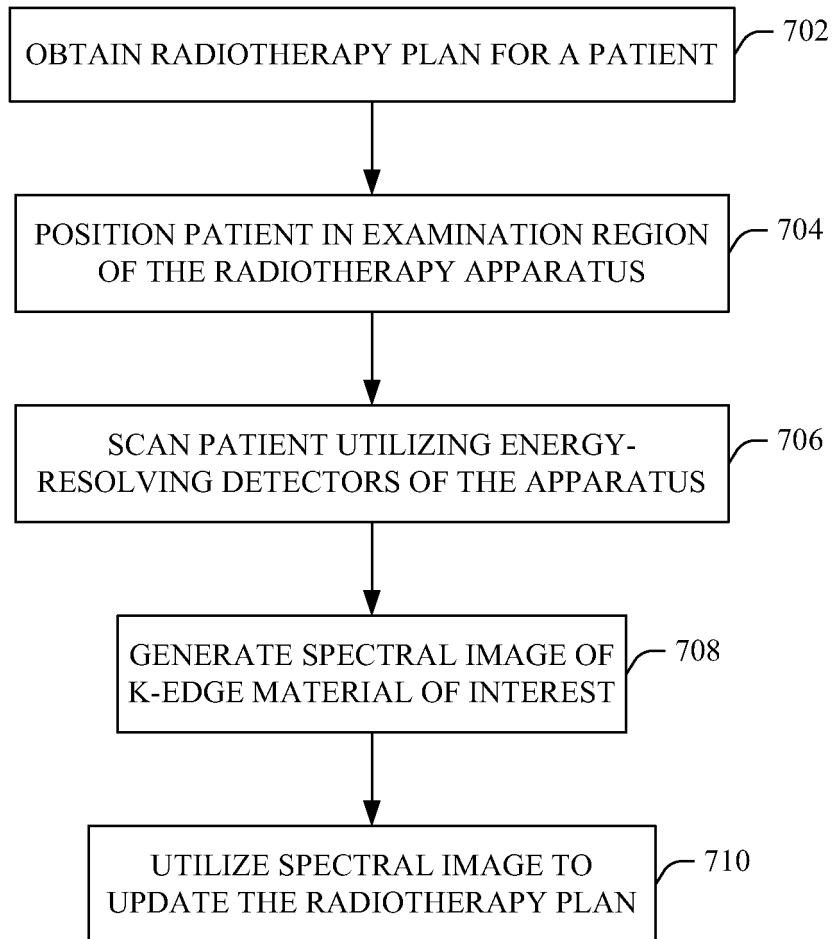 OBTAIN RADIOTHERAPY PLAN FOR A PATIENT
702
POSITION PATIENT IN EXAMINATION REGION
OF THE RADIOTHERAPY APPARATUS
704
SCAN PATIENT UTILIZING ENERGY-
RESOLVING DETECTORS OF THE APPARATUS
706
GENERATE SPECTRAL IMAGE OF
K-EDGE MATERIAL OF INTEREST
708
UTILIZE SPECTRAL IMAGE TO
UPDATE THE RADIOTHERAPY PLAN
710